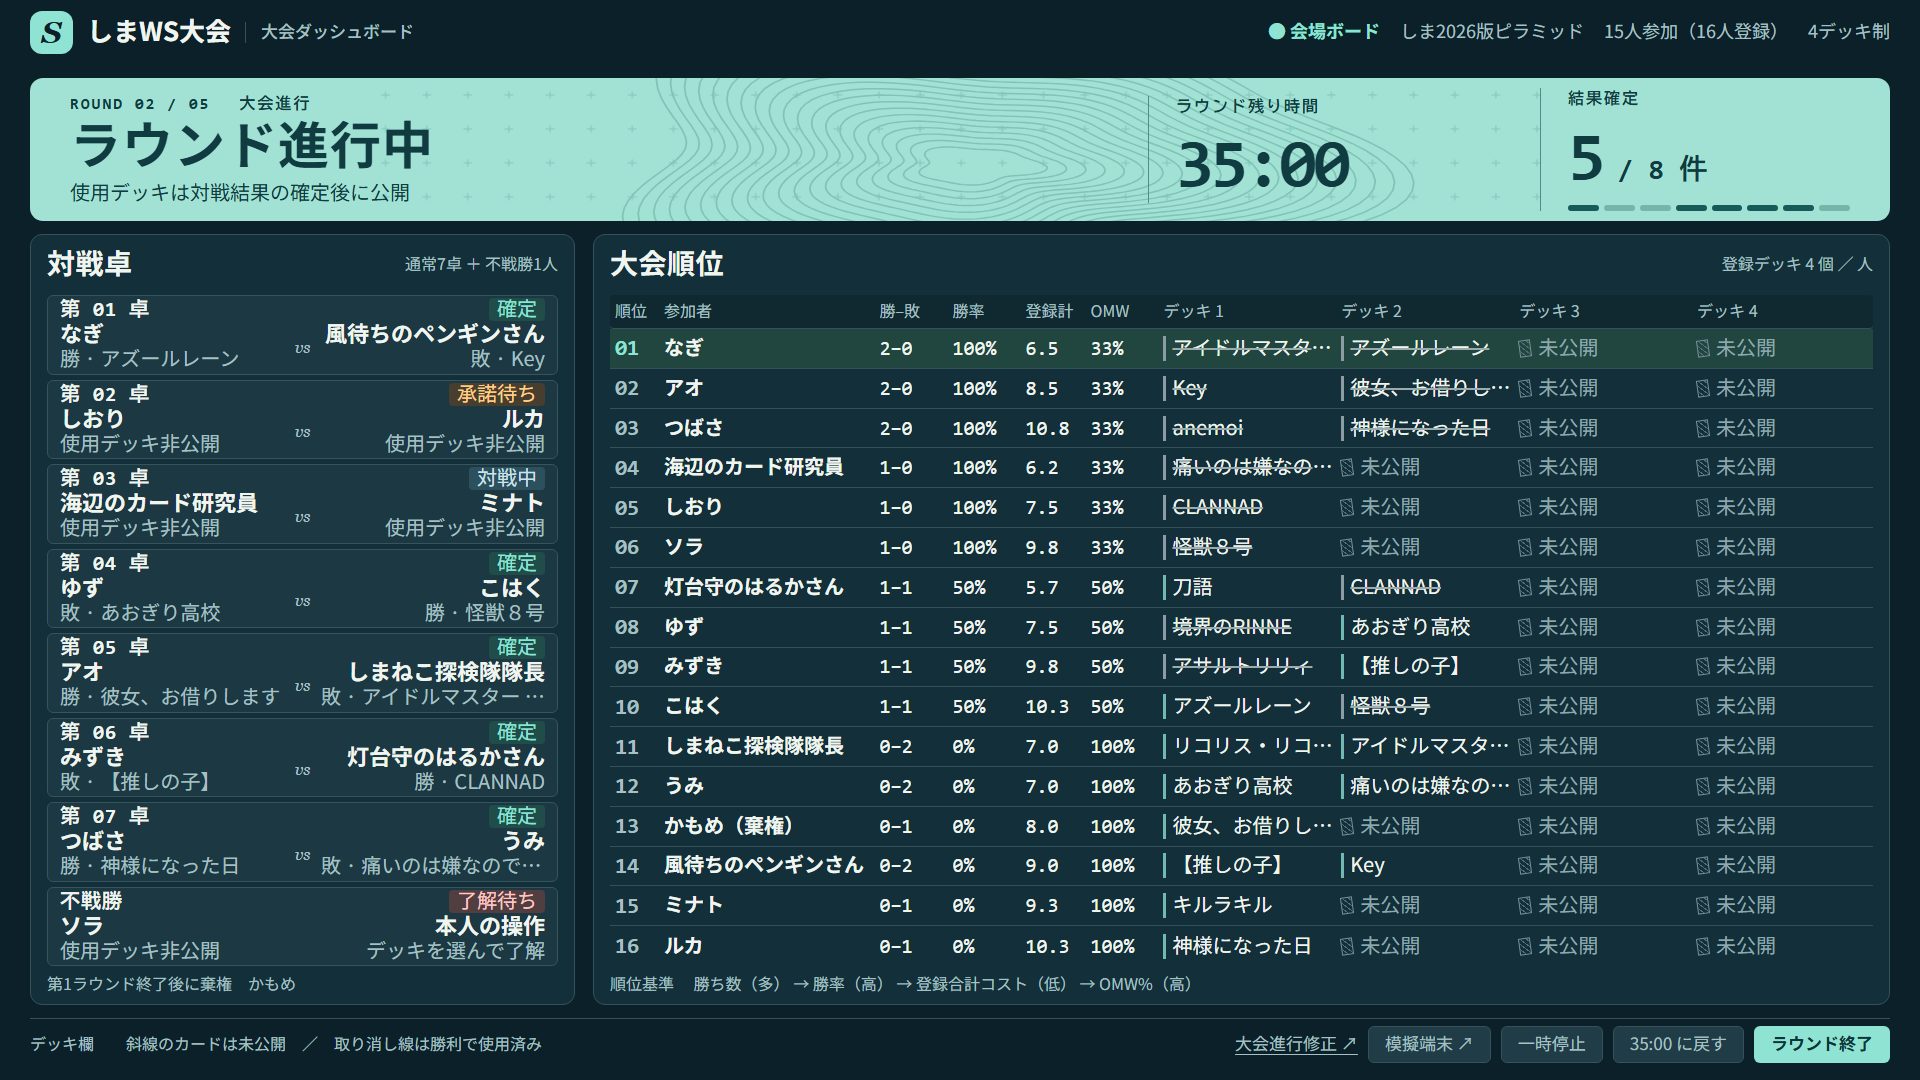 S しまWS大会 大会ダッシュボード
● 会場ボード しま2026版ピラミッド 15人参加（16人登録） 4デッキ制
ROUND 02 / 05 大会進行
ラウンド進行中
使用デッキは対戦結果の確定後に公開
ラウンド残り時間
35:00
結果確定
5 / 8 件
対戦卓 通常7卓 ＋ 不戦勝1人
第 01 卓 確定
なぎ vs 風待ちのペンギンさん
勝・アズールレーン 敗・Key
第 02 卓 承諾待ち
しおり vs ルカ
使用デッキ非公開 使用デッキ非公開
第 03 卓 対戦中
海辺のカード研究員 vs ミナト
使用デッキ非公開 使用デッキ非公開
第 04 卓 確定
ゆず vs こはく
敗・あおぎり高校 勝・怪獣８号
第 05 卓 確定
アオ vs しまねこ探検隊隊長
勝・彼女、お借りします 敗・アイドルマスター …
第 06 卓 確定
みずき vs 灯台守のはるかさん
敗・【推しの子】 勝・CLANNAD
第 07 卓 確定
つばさ vs うみ
勝・神様になった日 敗・痛いのは嫌なので…
不戦勝 了解待ち
ソラ 本人の操作
使用デッキ非公開 デッキを選んで了解
第1ラウンド終了後に棄権 かもめ
大会順位 登録デッキ 4 個 ／ 人
順位 参加者 勝–敗 勝率 登録計 OMW デッキ 1 デッキ 2 デッキ 3 デッキ 4
01 なぎ 2–0 100% 6.5 33% アイドルマスタ… アズールレーン 未公開 未公開
02 アオ 2–0 100% 8.5 33% Key 彼女、お借りし… 未公開 未公開
03 つばさ 2–0 100% 10.8 33% anemoi 神様になった日 未公開 未公開
04 海辺のカード研究員 1–0 100% 6.2 33% 痛いのは嫌なの… 未公開 未公開 未公開
05 しおり 1–0 100% 7.5 33% CLANNAD 未公開 未公開 未公開
06 ソラ 1–0 100% 9.8 33% 怪獣８号 未公開 未公開 未公開
07 灯台守のはるかさん 1–1 50% 5.7 50% 刀語 CLANNAD 未公開 未公開
08 ゆず 1–1 50% 7.5 50% 境界のRINNE あおぎり高校 未公開 未公開
09 みずき 1–1 50% 9.8 50% アサルトリリィ 【推しの子】 未公開 未公開
10 こはく 1–1 50% 10.3 50% アズールレーン 怪獣８号 未公開 未公開
11 しまねこ探検隊隊長 0–2 0% 7.0 100% リコリス・リコ… アイドルマスタ… 未公開 未公開
12 うみ 0–2 0% 7.0 100% あおぎり高校 痛いのは嫌なの… 未公開 未公開
13 かもめ（棄権） 0–1 0% 8.0 100% 彼女、お借りし… 未公開 未公開 未公開
14 風待ちのペンギンさん 0–2 0% 9.0 100% 【推しの子】 Key 未公開 未公開
15 ミナト 0–1 0% 9.3 100% キルラキル 未公開 未公開 未公開
16 ルカ 0–1 0% 10.3 100% 神様になった日 未公開 未公開 未公開
順位基準 勝ち数（多） → 勝率（高） → 登録合計コスト（低） → OMW%（高）
デッキ欄 斜線のカードは未公開 ／ 取り消し線は勝利で使用済み
大会進行修正 ↗ 模擬端末 ↗ 一時停止 35:00 に戻す ラウンド終了